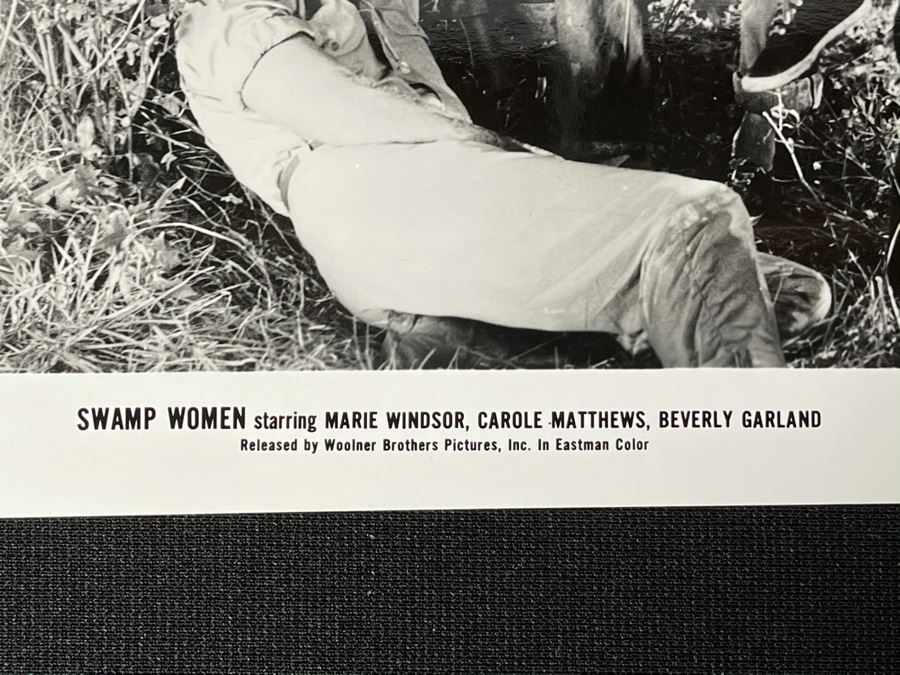 SWAMP WOMEN starring MARIE WINDSOR, CAROLE MATTHEWS, BEVERLY GARLAND
Released by Woolner Brothers Pictures, Inc. In Eastman Color